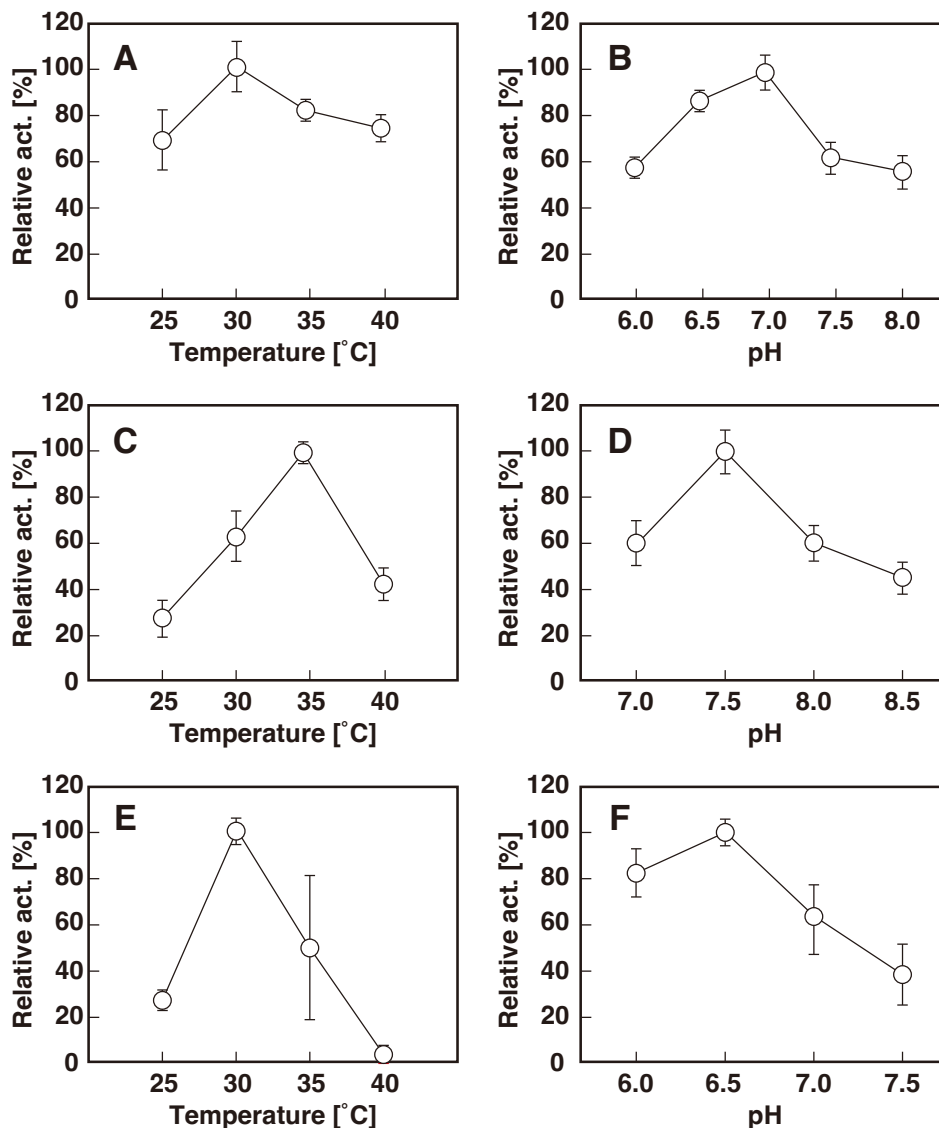 A
Relative act. [%]
120
100
80
60
40
20
0
25 30 35 40
Temperature [˚C]
B
Relative act. [%]
120
100
80
60
40
20
0
6.0 6.5 7.0 7.5 8.0
pH
C
Relative act. [%]
120
100
80
60
40
20
0
25 30 35 40
Temperature [˚C]
D
Relative act. [%]
120
100
80
60
40
20
0
7.0 7.5 8.0 8.5
pH
E
Relative act. [%]
120
100
80
60
40
20
0
25 30 35 40
Temperature [˚C]
F
Relative act. [%]
120
100
80
60
40
20
0
6.0 6.5 7.0 7.5
pH